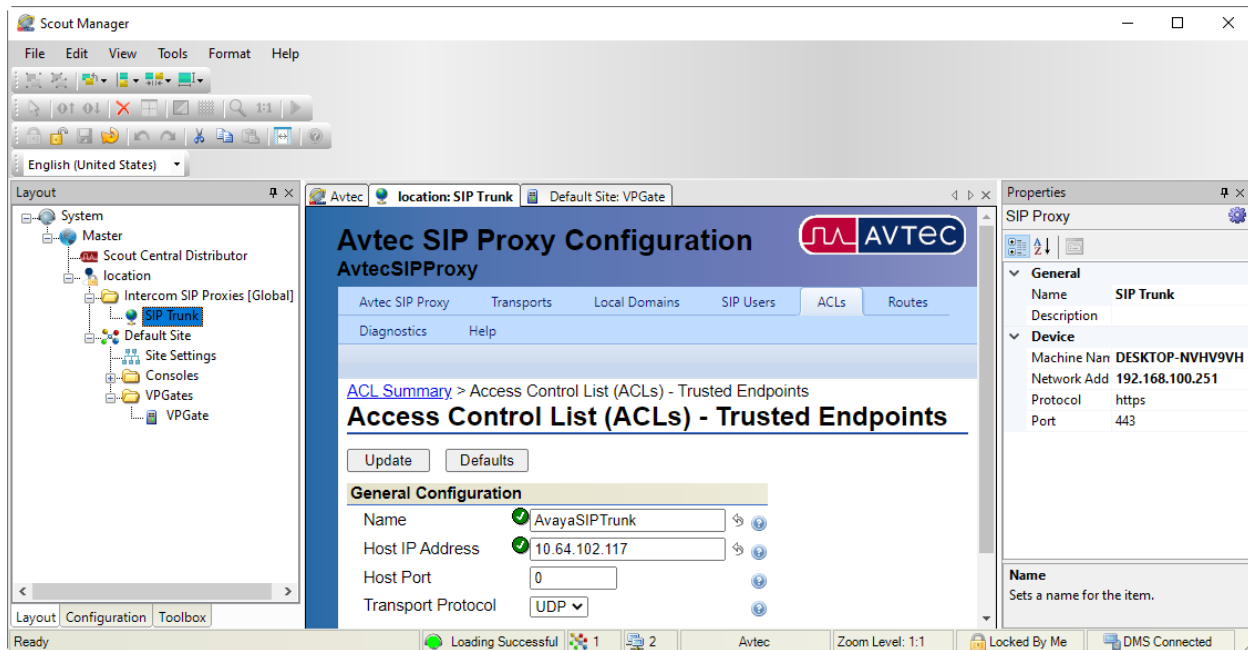 Scout Manager
File Edit View Tools Format Help
1:1
English (United States)
Layout
System
Master
Scout Central Distributor
location
Intercom SIP Proxies [Global]
SIP Trunk
Default Site
Site Settings
Consoles
VPGates
VPGate
Layout Configuration Toolbox
Avtec location: SIP Trunk Default Site: VPGate
Avtec SIP Proxy Configuration
AvtecSIPProxy
AVTEC
Avtec SIP Proxy Transports Local Domains SIP Users ACLs Routes
Diagnostics Help
ACL Summary > Access Control List (ACLs) - Trusted Endpoints
Access Control List (ACLs) - Trusted Endpoints
Update Defaults
General Configuration
Name AvayaSIPTrunk
Host IP Address 10.64.102.117
Host Port 0
Transport Protocol UDP
Properties
SIP Proxy
General
Name SIP Trunk
Description
Device
Machine Nan DESKTOP-NVHV9VH
Network Add 192.168.100.251
Protocol https
Port 443
Name
Sets a name for the item.
Ready Loading Successful 1 2 Avtec Zoom Level: 1:1 Locked By Me DMS Connected